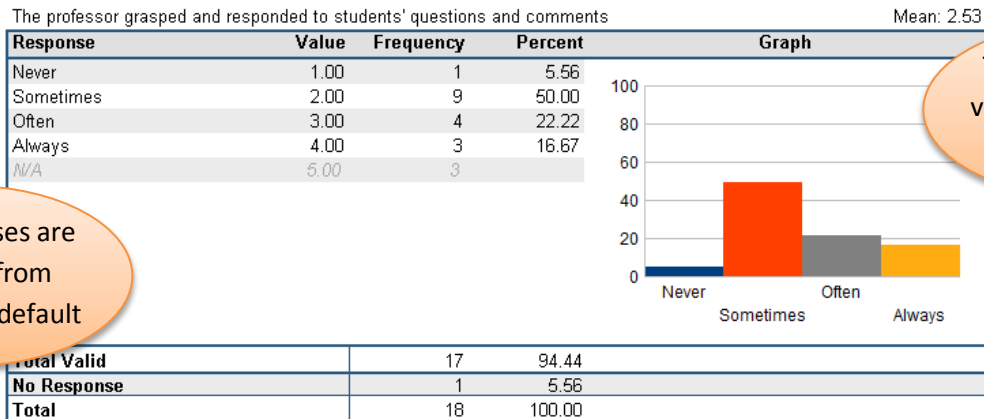 The professor grasped and responded to students' questions and comments Mean: 2.53
Response Value Frequency Percent Graph
Never 1.00 1 5.56
Sometimes 2.00 9 50.00
Often 3.00 4 22.22
Always 4.00 3 16.67
N/A 5.00 3
100
80
60
40
20
0
Never Often
Sometimes Always
are
from
default
Total Valid 17 94.44
No Response 1 5.56
Total 18 100.00